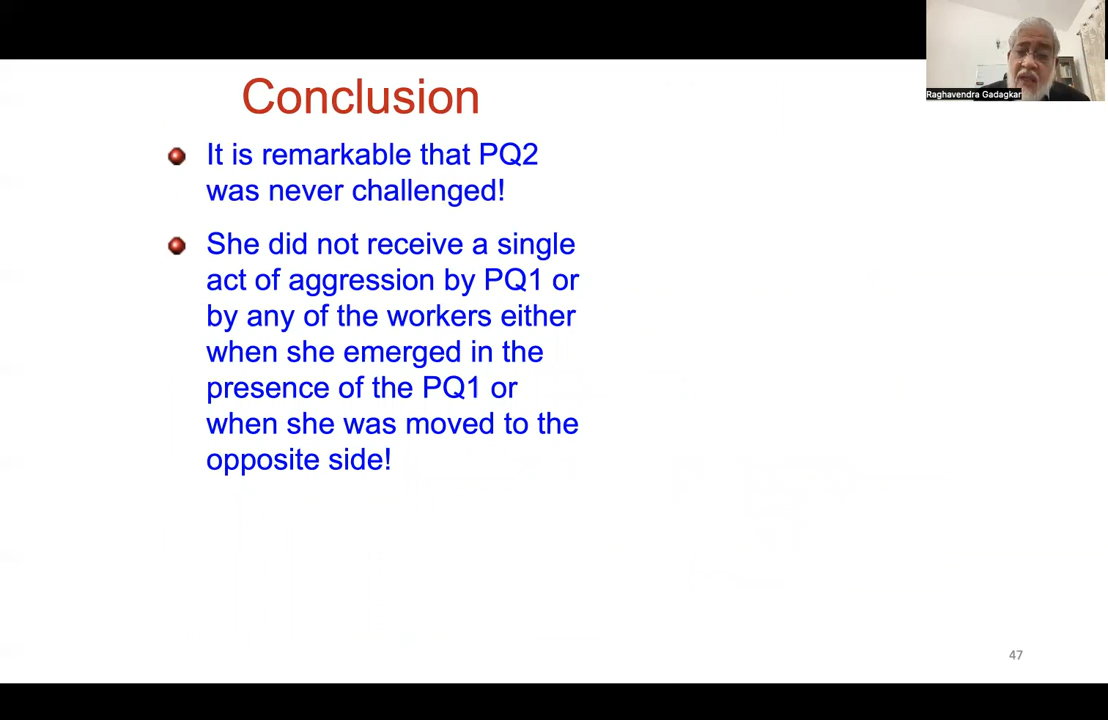 Raghavendra Gadagkar
Conclusion
It is remarkable that PQ2
was never challenged!
She did not receive a single
act of aggression by PQ1 or
by any of the workers either
when she emerged in the
presence of the PQ1 or
when she was moved to the
opposite side!
47